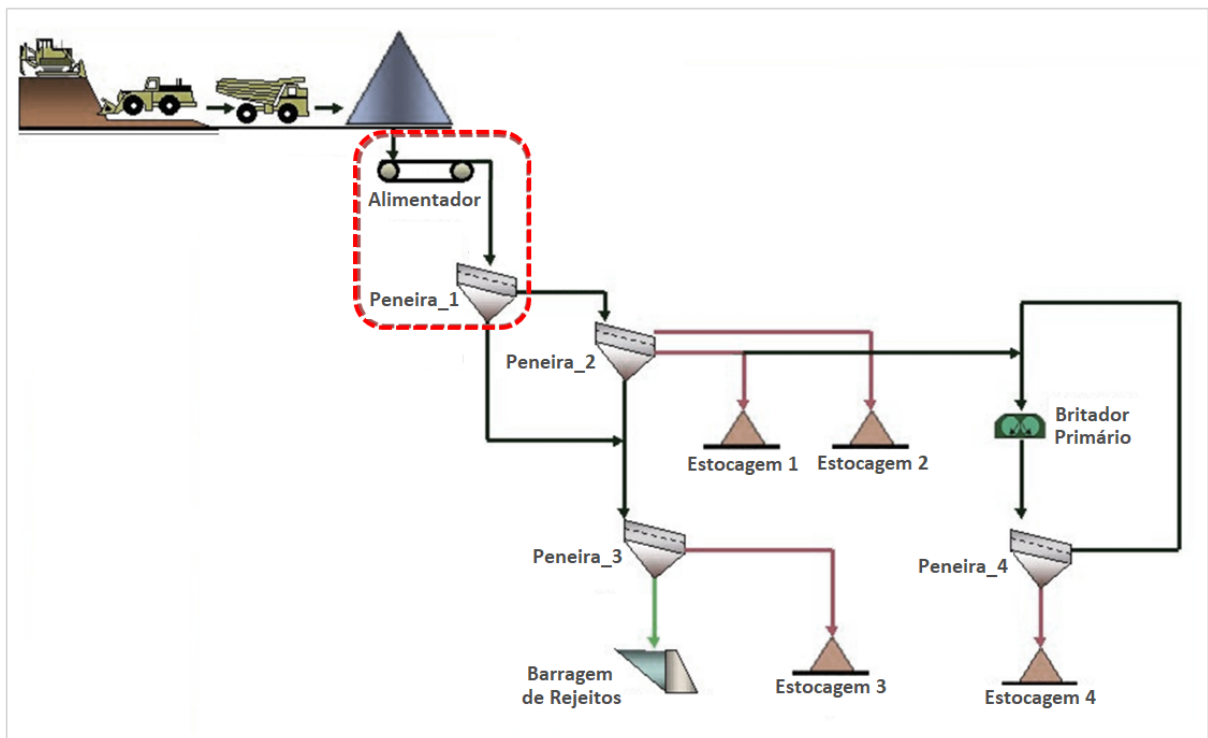 Alimentador
Peneira_1
Peneira_2
Estocagem 1
Estocagem 2
Britador
Primário
Peneira_3
Peneira_4
Barragem
de Rejeitos
Estocagem 3
Estocagem 4